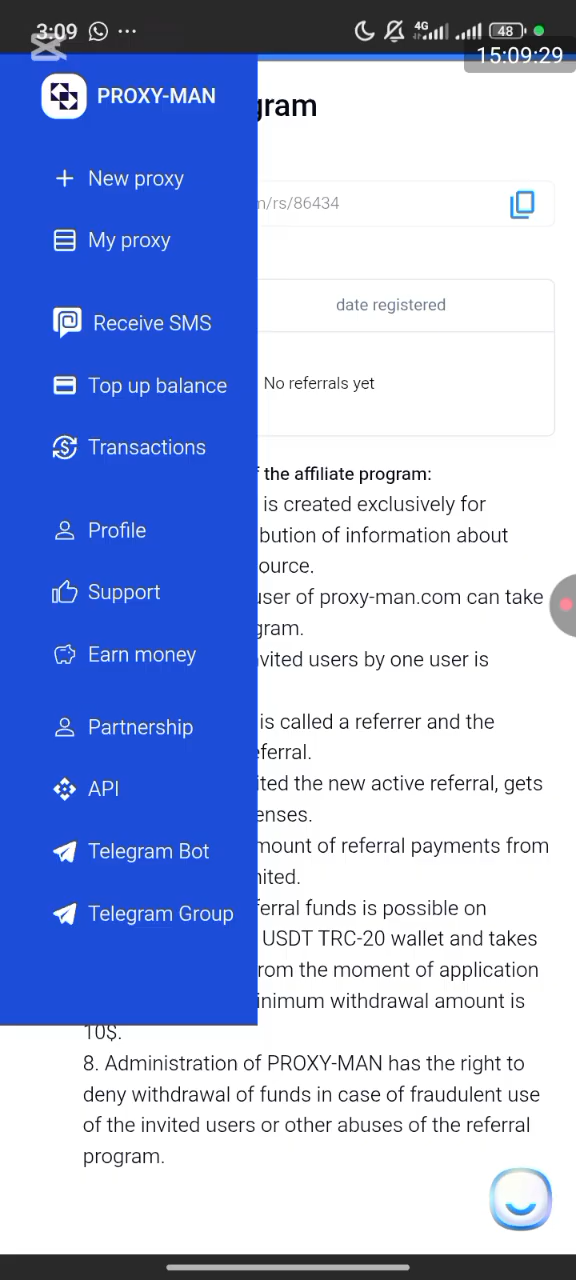 3:09
4G
48
15:09:29
PROXY-MAN
gram
New proxy
n/rs/86434
My proxy
date registered
Receive SMS
No referrals yet
Top up balance
Transactions
f the affiliate program:
is created exclusively for
Profile
bution of information about
ource.
Support
user of proxy-man.com can take
gram.
Earn money
vited users by one user is
Partnership
is called a referrer and the
eferral.
API
ited the new active referral, gets
enses.
Telegram Bot
mount of referral payments from
nited.
Telegram Group
ferral funds is possible on
USDT TRC-20 wallet and takes
rom the moment of application
inimum withdrawal amount is
10$.
8. Administration of PROXY-MAN has the right to
deny withdrawal of funds in case of fraudulent use
of the invited users or other abuses of the referral
program.